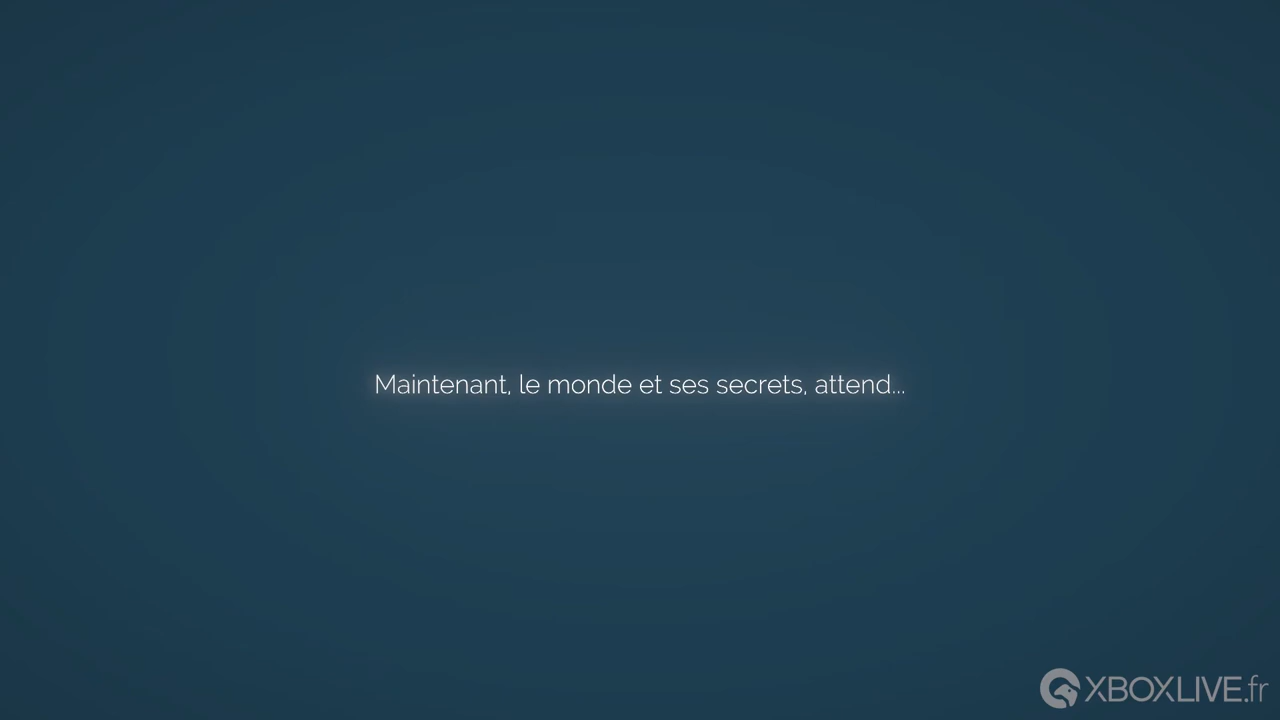 Maintenant, le monde et ses secrets, attend...
XBOXLIVE.fr